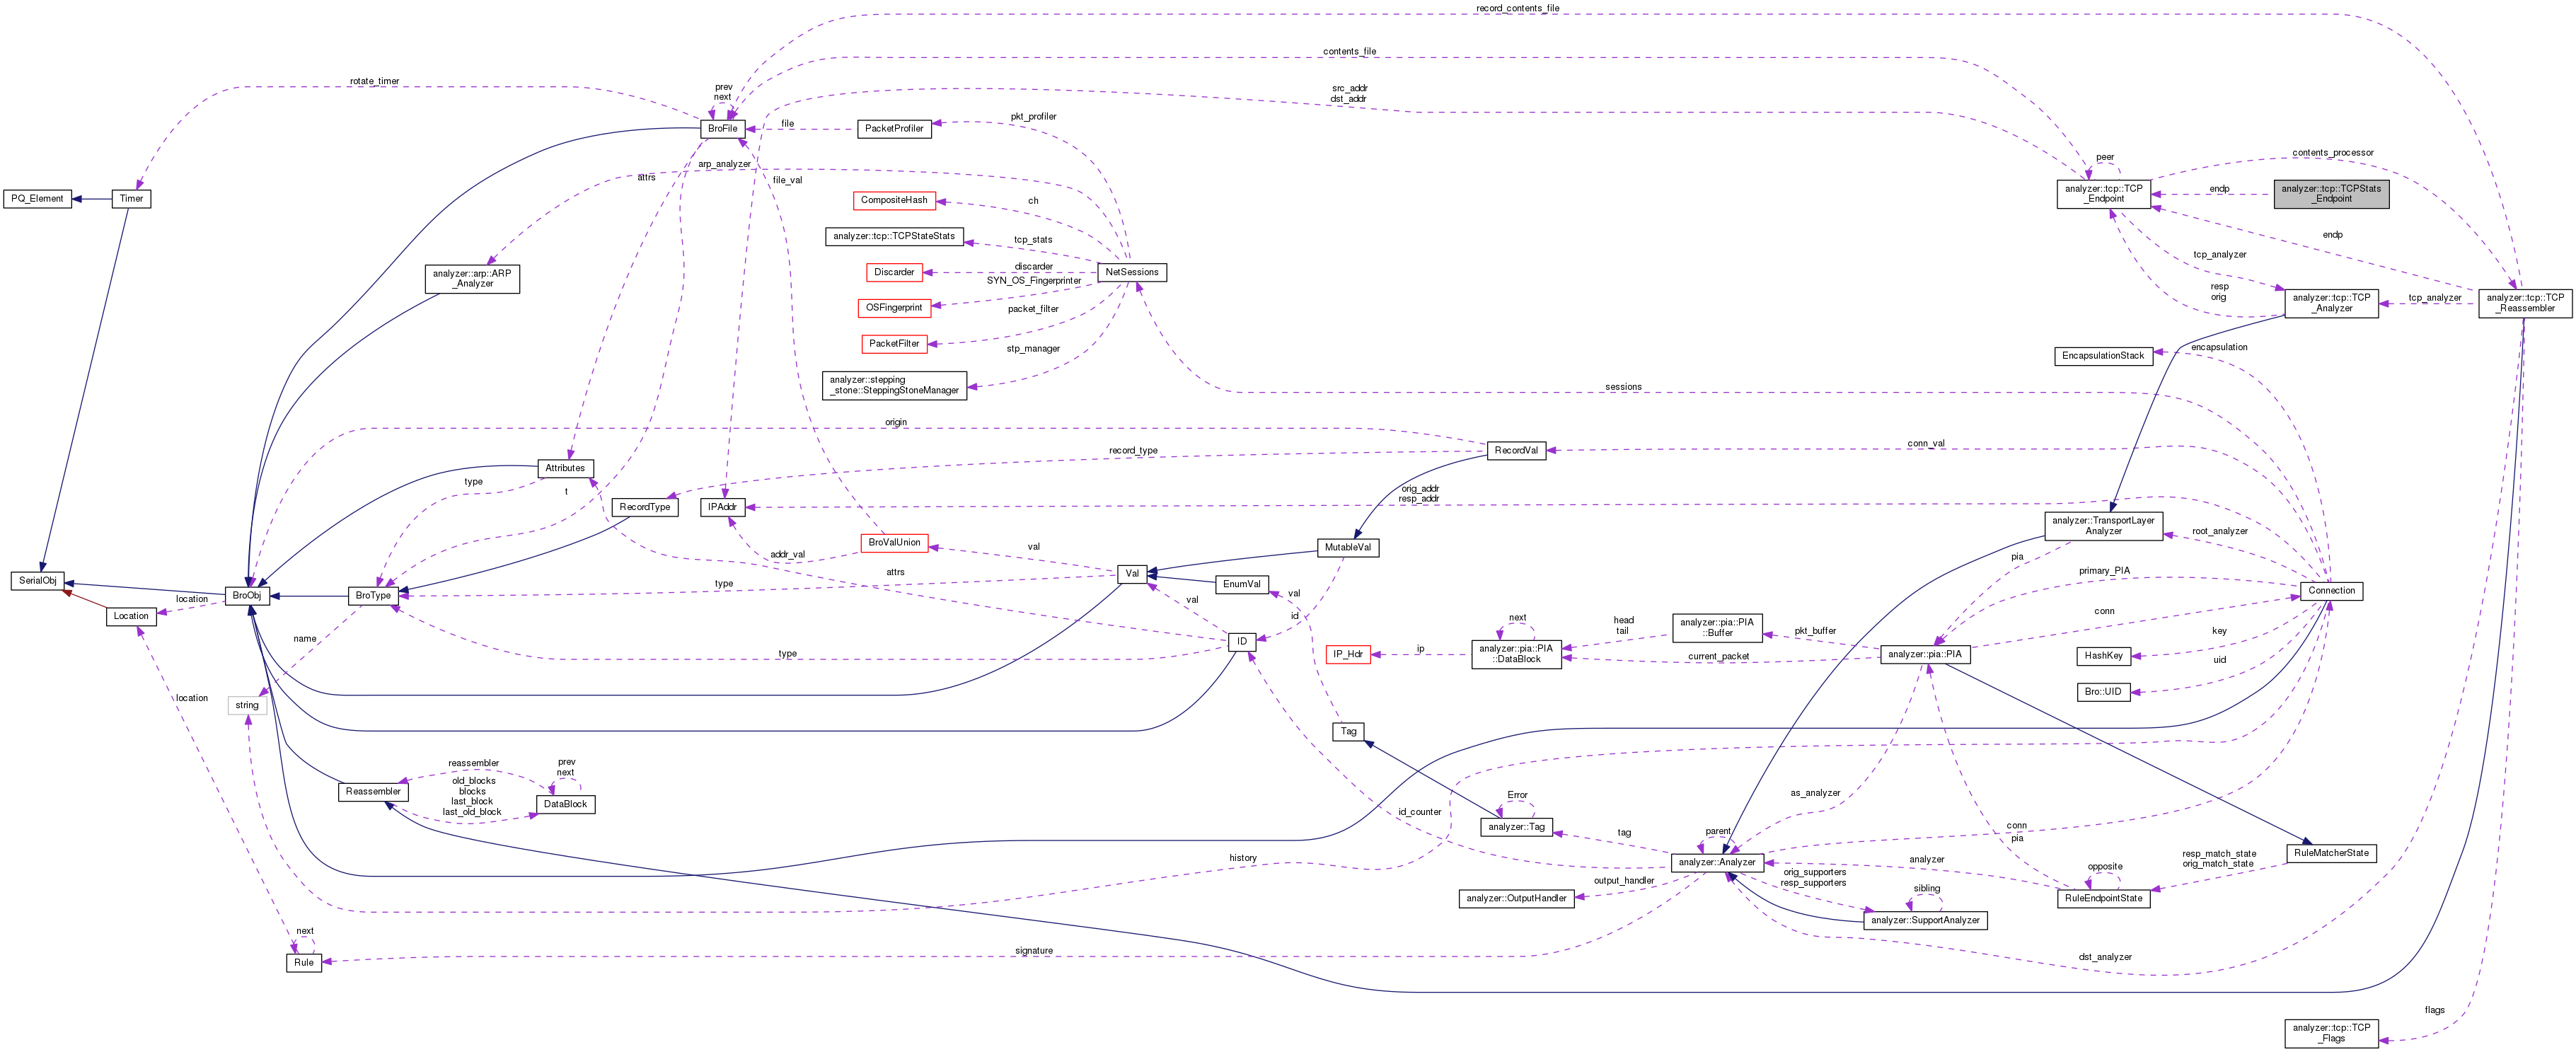 record_contents_file
contents_file
rotate_timer
prev
next
src_addr
dst_addr
BroFile
file
PacketProfiler
pkt_profiler
arp_analyzer
attrs
file_val
peer
contents_processor
PQ_Element
Timer
CompositeHash
ch
analyzer::tcp::TCP
_Endpoint
endp
analyzer::tcp::TCPStats
_Endpoint
analyzer::tcp::TCPStateStats
tcp_stats
endp
analyzer::arp::ARP
_Analyzer
Discarder
discarder
NetSessions
tcp_analyzer
SYN_OS_Fingerprinter
OSFingerprint
resp
orig
analyzer::tcp::TCP
_Analyzer
tcp_analyzer
analyzer::tcp::TCP
_Reassembler
packet_filter
PacketFilter
stp_manager
EncapsulationStack
encapsulation
analyzer::stepping
_stone::SteppingStoneManager
sessions
origin
record_type
RecordVal
conn_val
Attributes
type
t
RecordType
IPAddr
orig_addr
resp_addr
analyzer::TransportLayer
Analyzer
root_analyzer
BroValUnion
addr_val
val
MutableVal
pia
primary_PIA
SerialObj
attrs
Val
type
EnumVal
val
BroObj
location
BroType
val
Connection
Location
id
conn
name
ID
type
head
tail
next
analyzer::pia::PIA
::Buffer
pkt_buffer
key
IP_Hdr
ip
analyzer::pia::PIA
::DataBlock
current_packet
analyzer::pia::PIA
HashKey
uid
Bro::UID
location
string
Tag
reassembler
prev
next
old_blocks
blocks
last_block
last_old_block
Reassembler
DataBlock
as_analyzer
Error
id_counter
analyzer::Tag
tag
parent
conn
pia
analyzer::Analyzer
analyzer
resp_match_state
orig_match_state
RuleMatcherState
history
opposite
output_handler
orig_supporters
resp_supporters
sibling
RuleEndpointState
analyzer::OutputHandler
analyzer::SupportAnalyzer
next
signature
Rule
dst_analyzer
flags
analyzer::tcp::TCP
_Flags